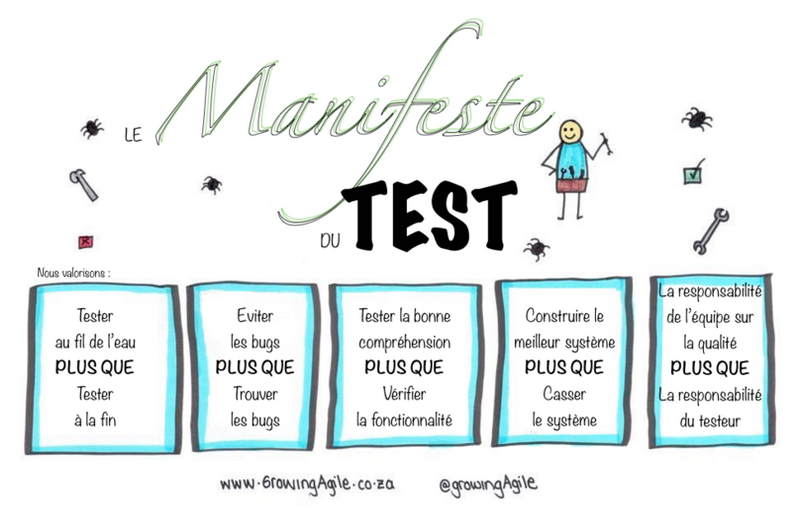 LE Manifeste
DU TEST
Nous valorisons :
Tester
au fil de l'eau
PLUS QUE
Tester
à la fin
Eviter
les bugs
PLUS QUE
Trouver
les bugs
Tester la bonne
compréhension
PLUS QUE
Vérifier
la fonctionnalité
Construire le
meilleur système
PLUS QUE
Casser
le système
La responsabilité
de l'équipe sur
la qualité
PLUS QUE
La responsabilité
du testeur
www.GrowingAgile.co.za @growingAgile